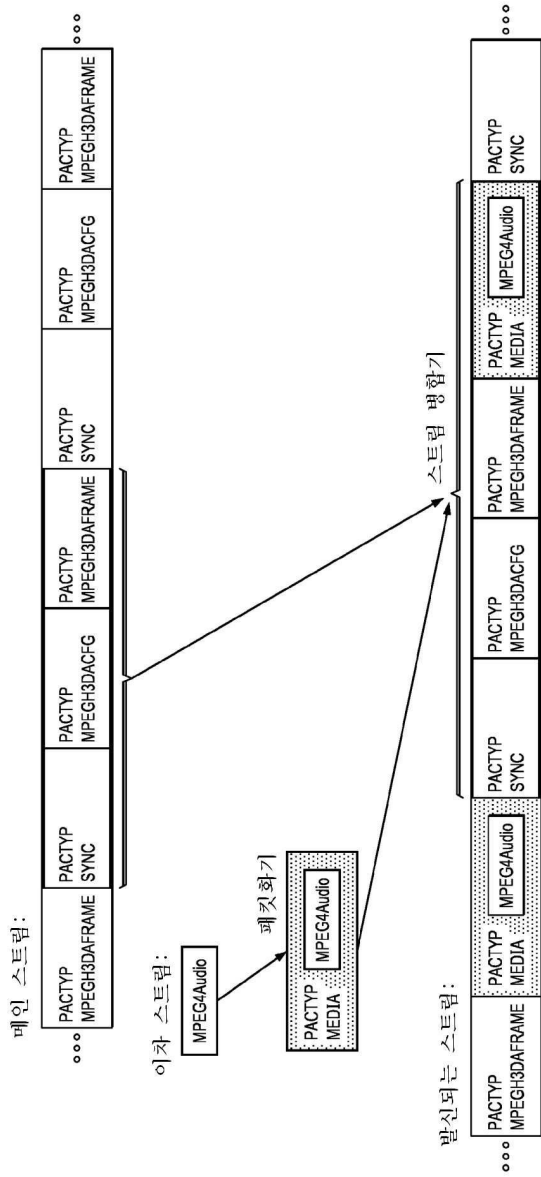 메인 스트림:
○○○
PACTYP
MPEGH3DAFRAME
PACTYP
SYNC
PACTYP
MPEGH3DACFG
PACTYP
MPEGH3DAFRAME
PACTYP
SYNC
PACTYP
MPEGH3DACFG
PACTYP
MPEGH3DAFRAME
○○○
이차 스트림:
MPEG4Audio
패킷화기
PACTYP
MEDIA
MPEG4Audio
스트림 병합기
발신되는 스트림:
○○○
PACTYP
MPEGH3DAFRAME
PACTYP
MEDIA
MPEG4Audio
PACTYP
SYNC
PACTYP
MPEGH3DACFG
PACTYP
MPEGH3DAFRAME
PACTYP
MEDIA
MPEG4Audio
PACTYP
SYNC
○○○